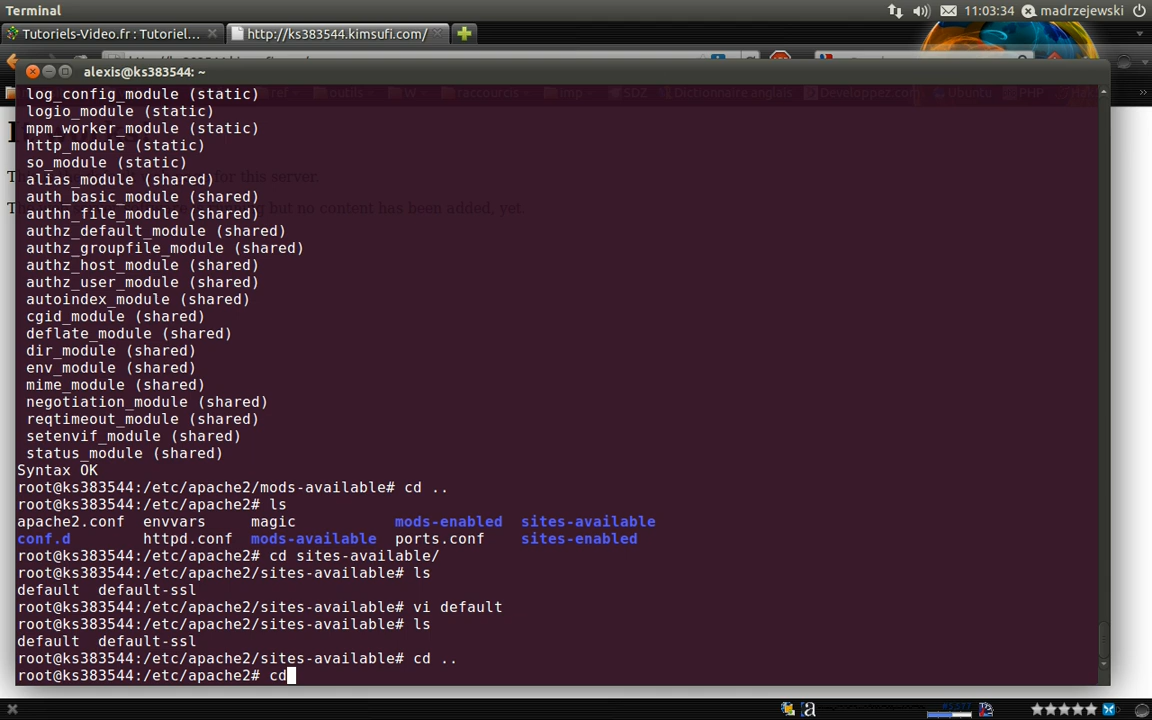 Terminal
11:03:34 madrzejewski
Tutoriels-Video.fr : Tutoriel...
http://ks383544.kimsufi.com/
alexis@ks383544: ~
log_config_module (static)
logio_module (static)
mpm_worker_module (static)
http_module (static)
so_module (static)
alias_module (shared)
auth_basic_module (shared)
authn_file_module (shared)
authz_default_module (shared)
authz_groupfile_module (shared)
authz_host_module (shared)
authz_user_module (shared)
autoindex_module (shared)
cgid_module (shared)
deflate_module (shared)
dir_module (shared)
env_module (shared)
mime_module (shared)
negotiation_module (shared)
reqtimeout_module (shared)
setenvif_module (shared)
status_module (shared)
Syntax OK
root@ks383544:/etc/apache2/mods-available# cd ..
root@ks383544:/etc/apache2# ls
apache2.conf envvars magic mods-enabled sites-available
conf.d httpd.conf mods-available ports.conf sites-enabled
root@ks383544:/etc/apache2# cd sites-available/
root@ks383544:/etc/apache2/sites-available# ls
default default-ssl
root@ks383544:/etc/apache2/sites-available# vi default
root@ks383544:/etc/apache2/sites-available# ls
default default-ssl
root@ks383544:/etc/apache2/sites-available# cd ..
root@ks383544:/etc/apache2# cd